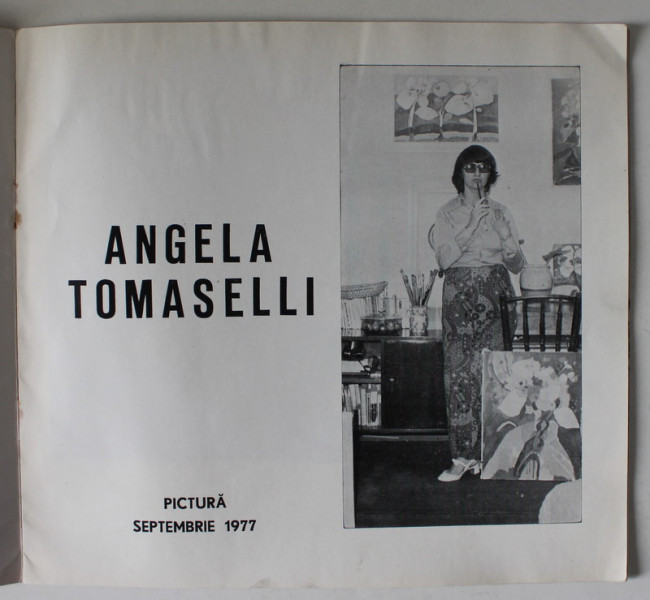 ANGELA
TOMASELLI
PICTURĂ
SEPTEMBRIE 1977